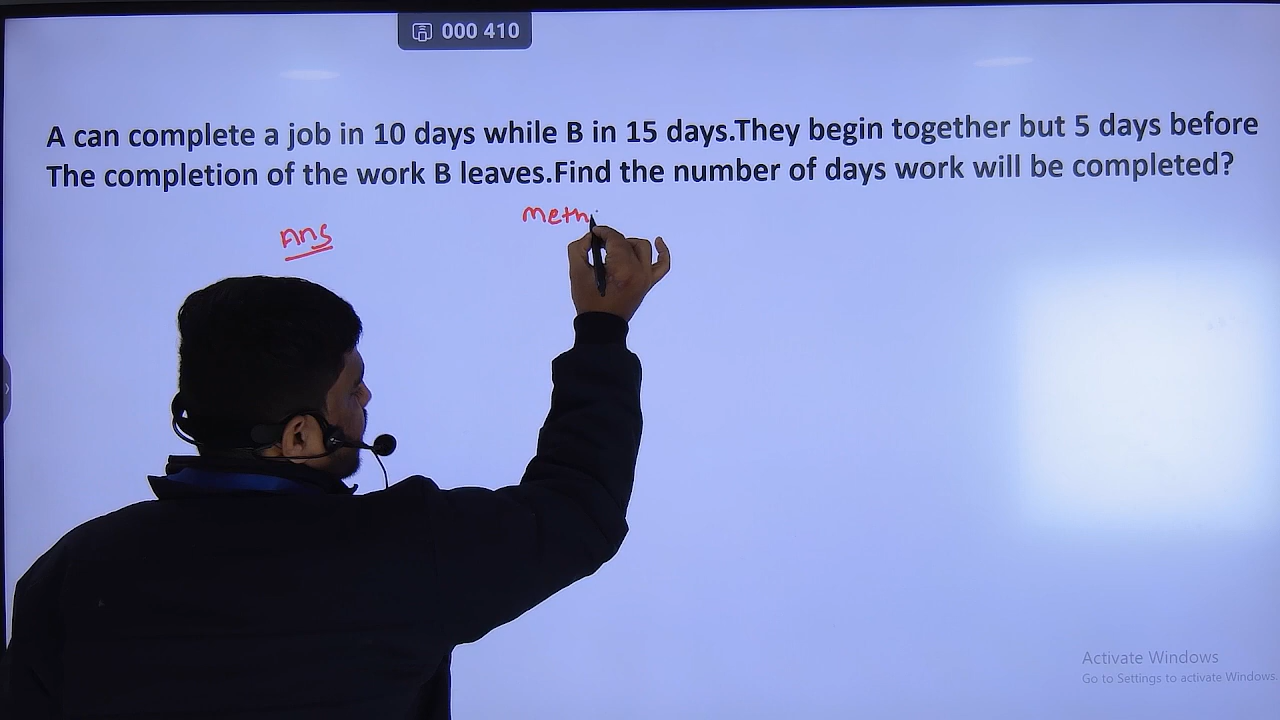 000 410
A can complete a job in 10 days while B in 15 days.They begin together but 5 days before
The completion of the work B leaves.Find the number of days work will be completed?
Meth
Ans
Activate Windows
Go to Settings to activate Windows.